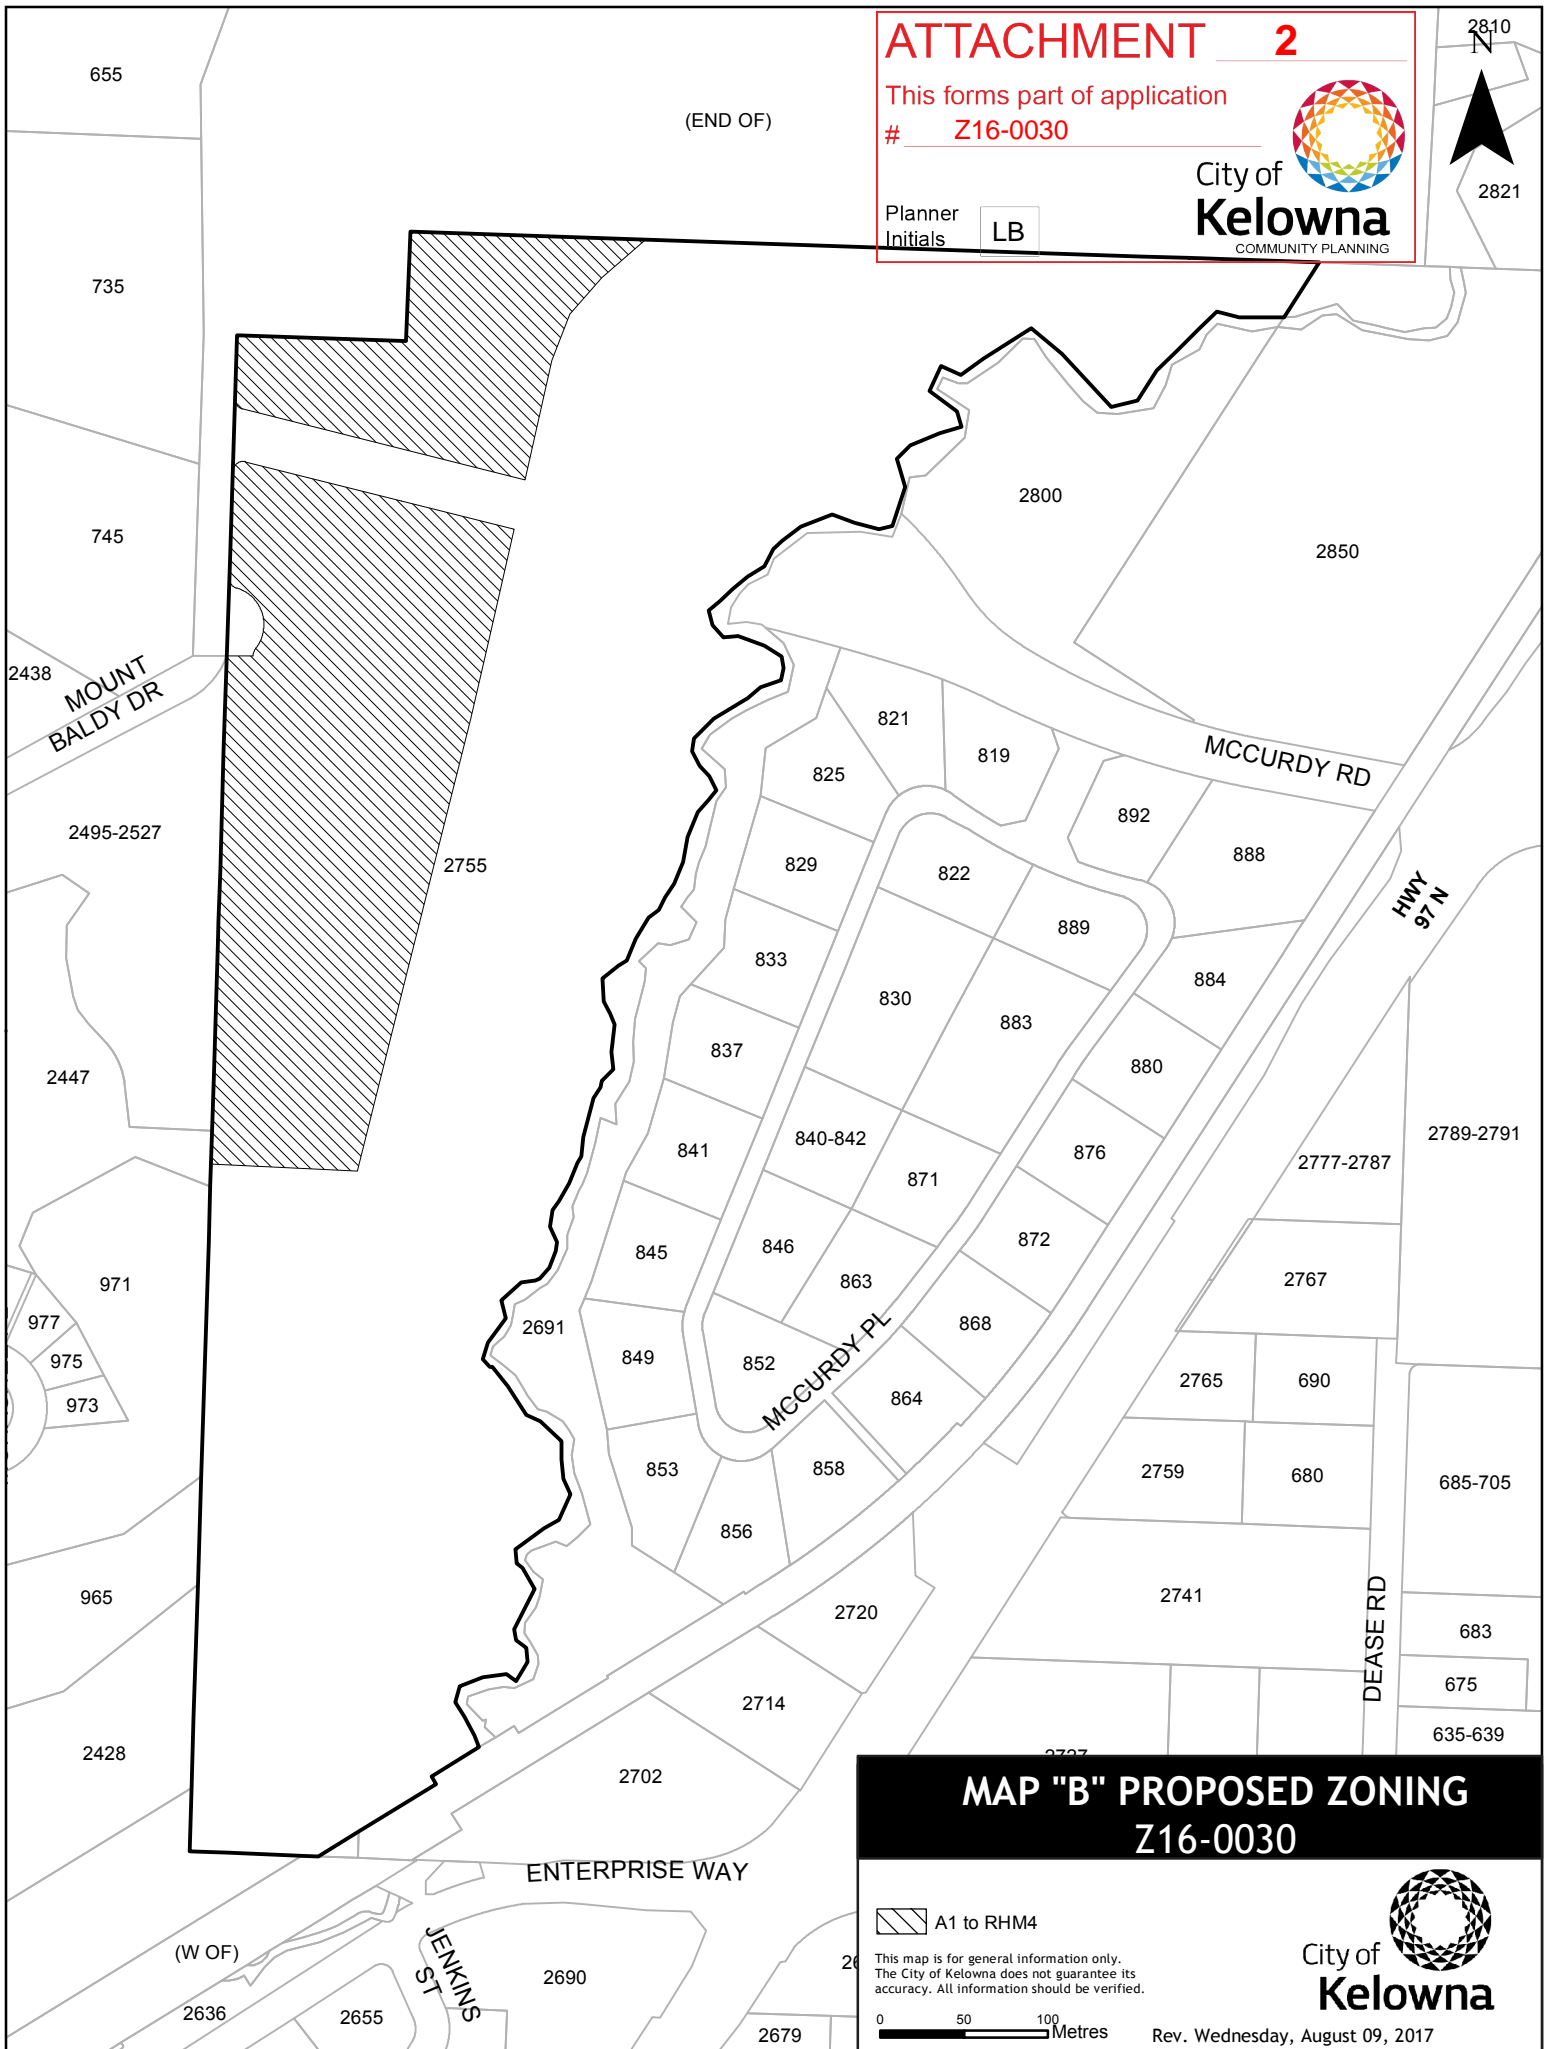 ATTACHMENT 2
This forms part of application
# Z16-0030
Planner
Initials
LB
City of
Kelowna
COMMUNITY PLANNING
N
2810
2821
655
(END OF)
735
745
2438
MOUNT
BALDY DR
2495-2527
2755
2447
971
977
975
973
965
2428
2800
2850
MCCURDY RD
821
819
825
892
888
829
822
889
HWY
97 N
833
830
883
884
837
880
840-842
841
871
876
2789-2791
2777-2787
845
846
872
863
2767
2691
849
852
868
MCCURDY PL
864
2765
690
853
858
2759
680
685-705
856
2741
DEASE RD
2720
683
675
2714
635-639
2702
ENTERPRISE WAY
(W OF)
JENKINS
ST
2690
2636
2655
2679
MAP "B" PROPOSED ZONING
Z16-0030
A1 to RHM4
This map is for general information only.
The City of Kelowna does not guarantee its
accuracy. All information should be verified.
0 50 100 Metres
City of
Kelowna
Rev. Wednesday, August 09, 2017